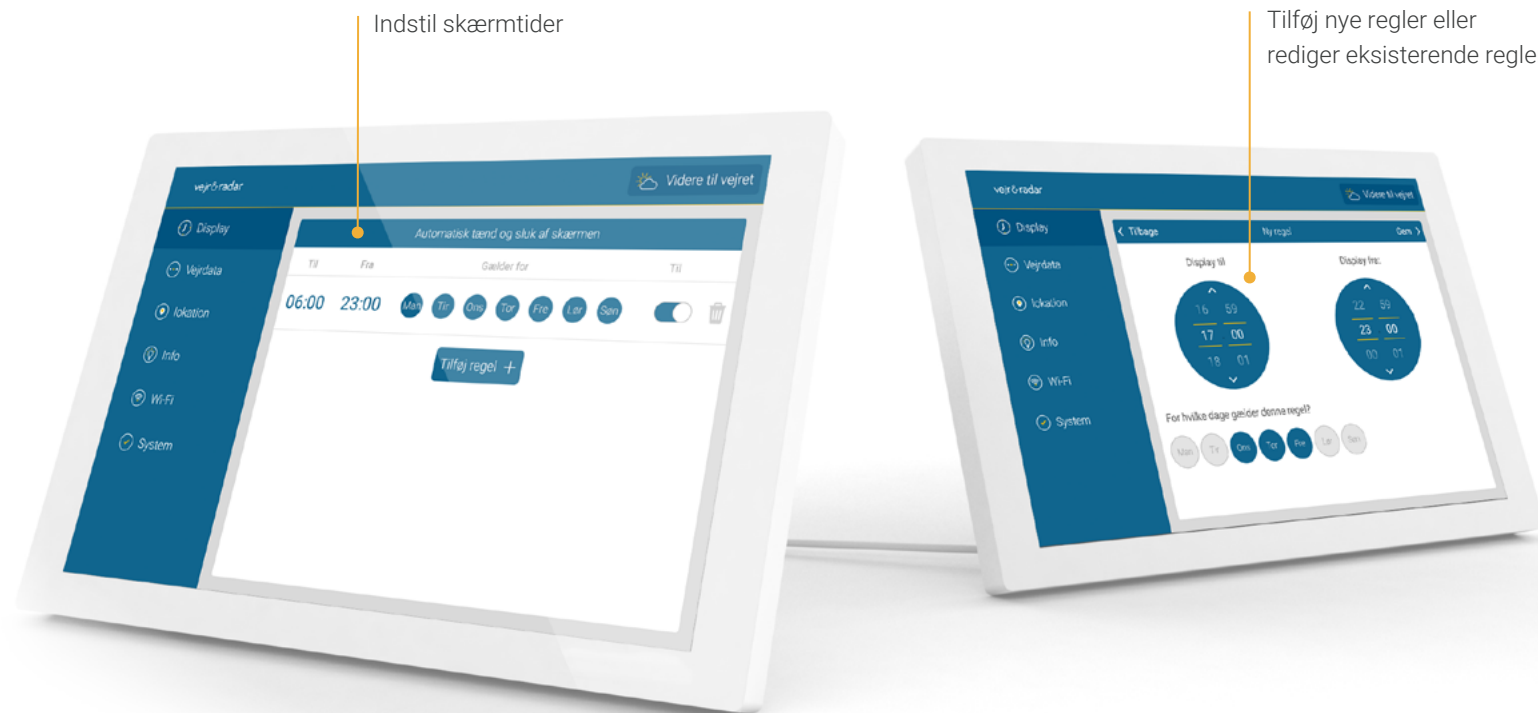 Indstil skærmtider
Tilføj nye regler eller
rediger eksisterende regle
vejr&radar
Videre til vejret
Display
Vejrdata
lokation
Info
Wi-Fi
System
Automatisk tænd og sluk af skærmen
Til Fra Gælder for Til
06:00 23:00 Man Tir Ons Tor Fre Lør Søn
Tilføj regel +
vejr&radar
Videre til vejret
Display
Vejrdata
lokation
Info
Wi-Fi
System
< Tilbage Ny regel Gem >
Display til Display fra:
16 59 22 59
17 00 23 00
18 01 00 01
For hvilke dage gælder denne regel?
Man Tir Ons Tor Fre Lør Søn